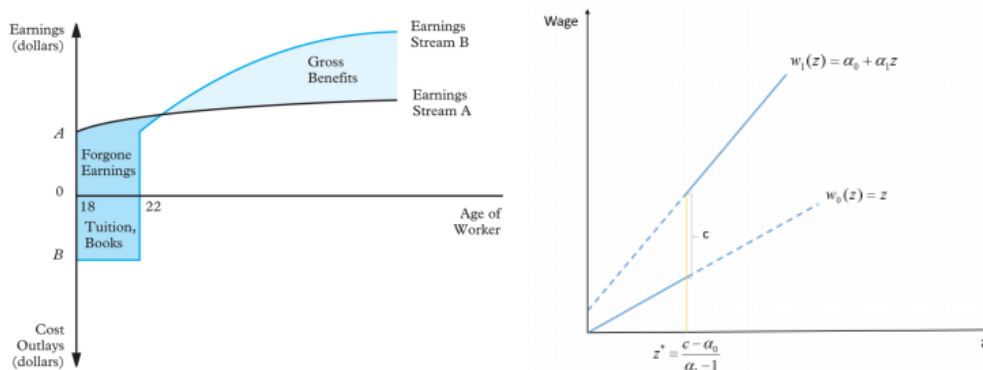 Earnings
(dollars)
Earnings
Stream B
Gross
Benefits
Earnings
Stream A
A
Forgone
Earnings
0
18
22
Age of
Worker
Tuition,
Books
B
Cost
Outlays
(dollars)
Wage
w₁(z) = α₀ + α₁z
w₀(z) = z
c
z* = (c − α₀) / (α −1)